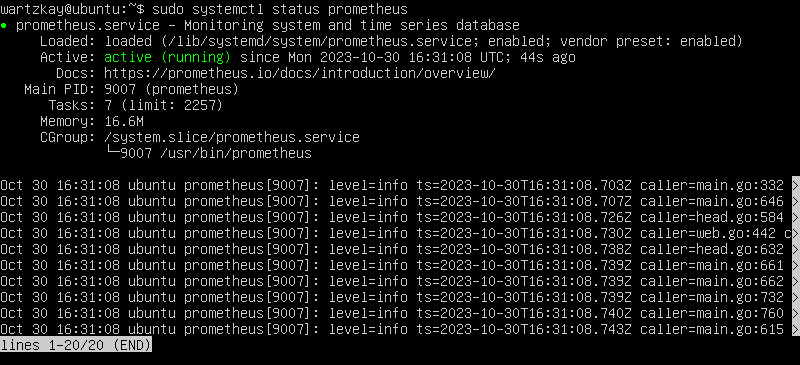 wartzkay@ubuntu:~$ sudo systemctl status prometheus
● prometheus.service - Monitoring system and time series database
     Loaded: loaded (/lib/systemd/system/prometheus.service; enabled; vendor preset: enabled)
     Active: active (running) since Mon 2023-10-30 16:31:08 UTC; 44s ago
       Docs: https://prometheus.io/docs/introduction/overview/
   Main PID: 9007 (prometheus)
      Tasks: 7 (limit: 2257)
     Memory: 16.6M
     CGroup: /system.slice/prometheus.service
             └─9007 /usr/bin/prometheus
Oct 30 16:31:08 ubuntu prometheus[9007]: level=info ts=2023-10-30T16:31:08.703Z caller=main.go:332 >
Oct 30 16:31:08 ubuntu prometheus[9007]: level=info ts=2023-10-30T16:31:08.707Z caller=main.go:646 >
Oct 30 16:31:08 ubuntu prometheus[9007]: level=info ts=2023-10-30T16:31:08.726Z caller=head.go:584 >
Oct 30 16:31:08 ubuntu prometheus[9007]: level=info ts=2023-10-30T16:31:08.730Z caller=web.go:442 c>
Oct 30 16:31:08 ubuntu prometheus[9007]: level=info ts=2023-10-30T16:31:08.738Z caller=head.go:632 >
Oct 30 16:31:08 ubuntu prometheus[9007]: level=info ts=2023-10-30T16:31:08.739Z caller=main.go:661 >
Oct 30 16:31:08 ubuntu prometheus[9007]: level=info ts=2023-10-30T16:31:08.739Z caller=main.go:662 >
Oct 30 16:31:08 ubuntu prometheus[9007]: level=info ts=2023-10-30T16:31:08.739Z caller=main.go:732 >
Oct 30 16:31:08 ubuntu prometheus[9007]: level=info ts=2023-10-30T16:31:08.740Z caller=main.go:760 >
Oct 30 16:31:08 ubuntu prometheus[9007]: level=info ts=2023-10-30T16:31:08.743Z caller=main.go:615 >
lines 1-20/20 (END)